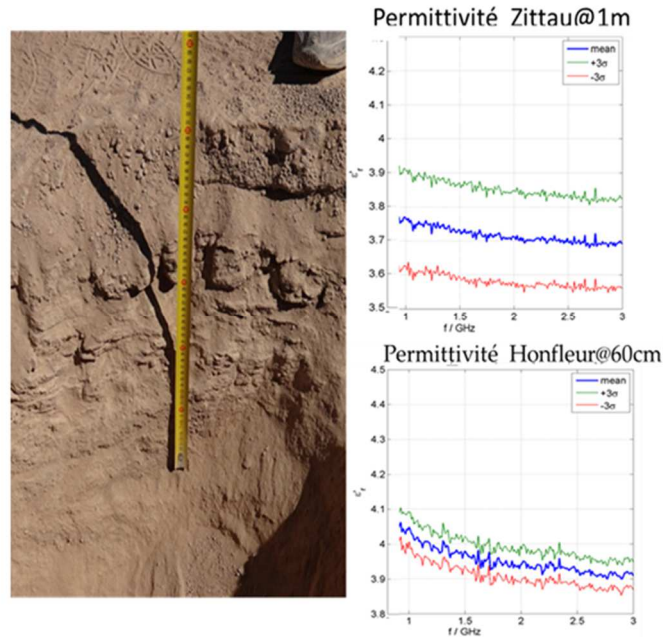 Permittivité Zittau@1m
4.2
4.1
4
3.9
3.8
3.7
3.6
3.5
ε'r
mean
+3σ
-3σ
1
1.5
2
2.5
3
f / GHz
Permittivité Honfleur@60cm
4.5
4.4
4.3
4.2
4.1
4
3.9
3.8
ε'r
mean
+3σ
-3σ
1
1.5
2
2.5
3
f / GHz